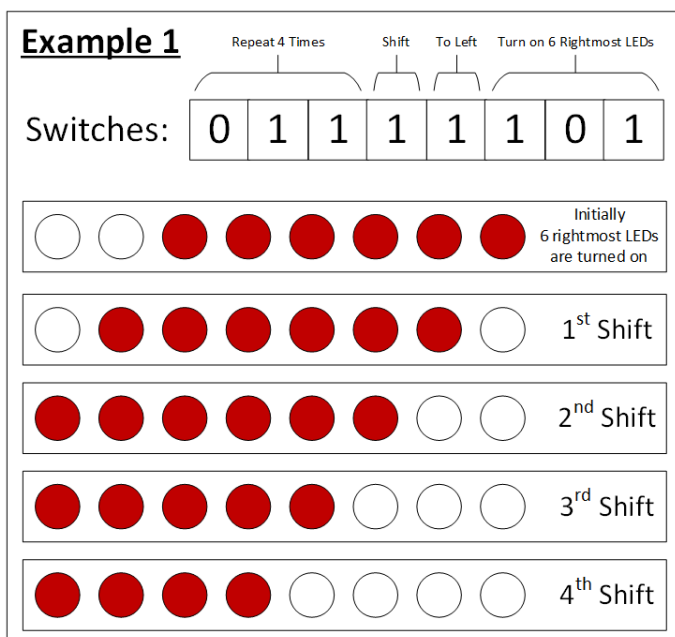 Example 1
Repeat 4 Times Shift To Left Turn on 6 Rightmost LEDs
Switches: 0 1 1 1 1 1 0 1
Initially
6 rightmost LEDs
are turned on
1st Shift
2nd Shift
3rd Shift
4th Shift